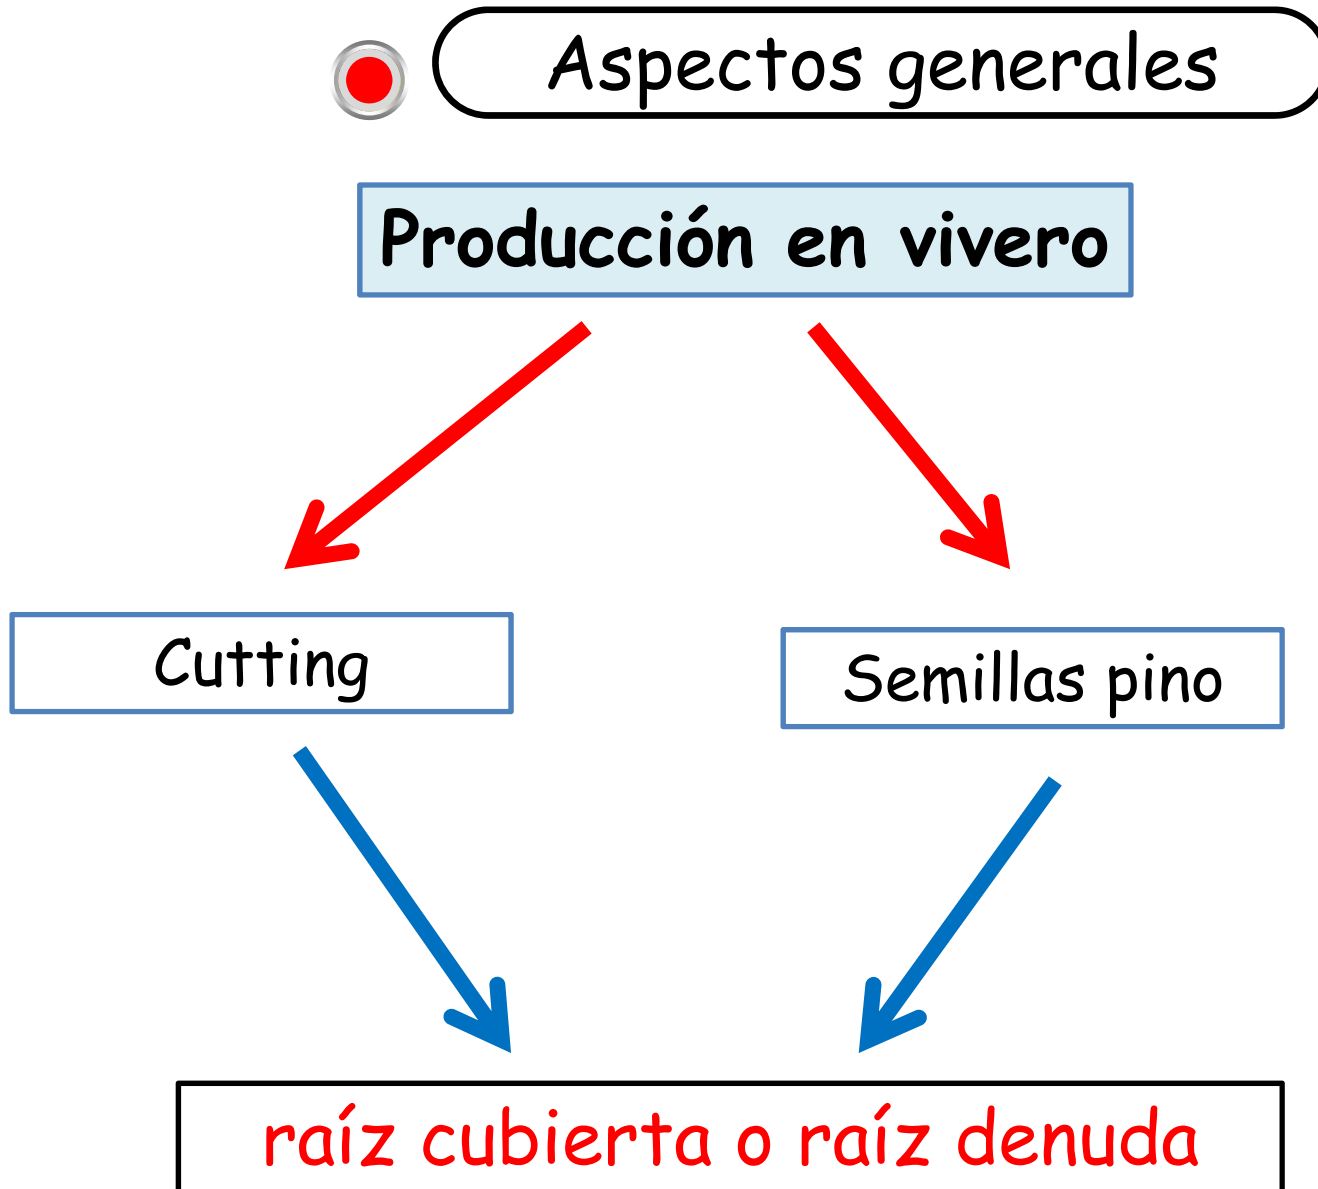 Aspectos generales
Producción en vivero
Cutting
Semillas pino
raíz cubierta o raíz denuda